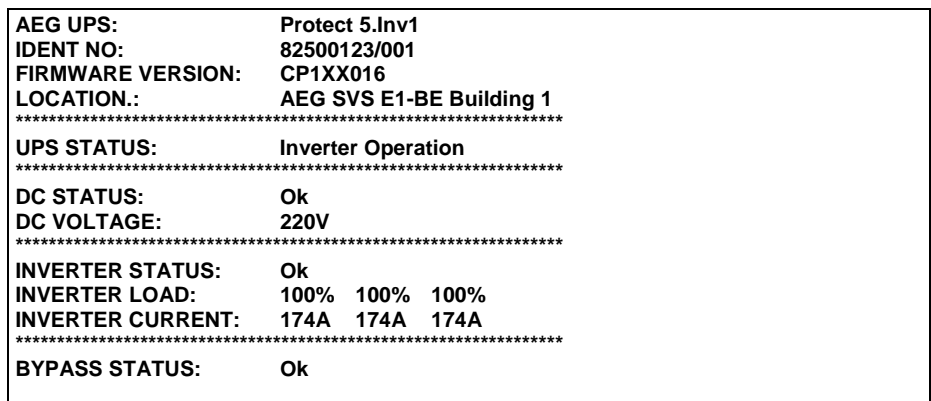 AEG UPS: Protect 5.Inv1
IDENT NO: 82500123/001
FIRMWARE VERSION: CP1XX016
LOCATION.: AEG SVS E1-BE Building 1
******************************************************************
UPS STATUS: Inverter Operation
******************************************************************
DC STATUS: Ok
DC VOLTAGE: 220V
******************************************************************
INVERTER STATUS: Ok
INVERTER LOAD: 100% 100% 100%
INVERTER CURRENT: 174A 174A 174A
******************************************************************
BYPASS STATUS: Ok